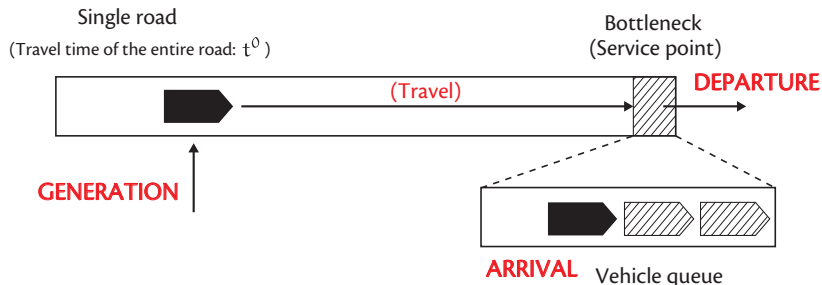 Single road
(Travel time of the entire road: t⁰ )
Bottleneck
(Service point)
(Travel)
DEPARTURE
GENERATION
ARRIVAL
Vehicle queue